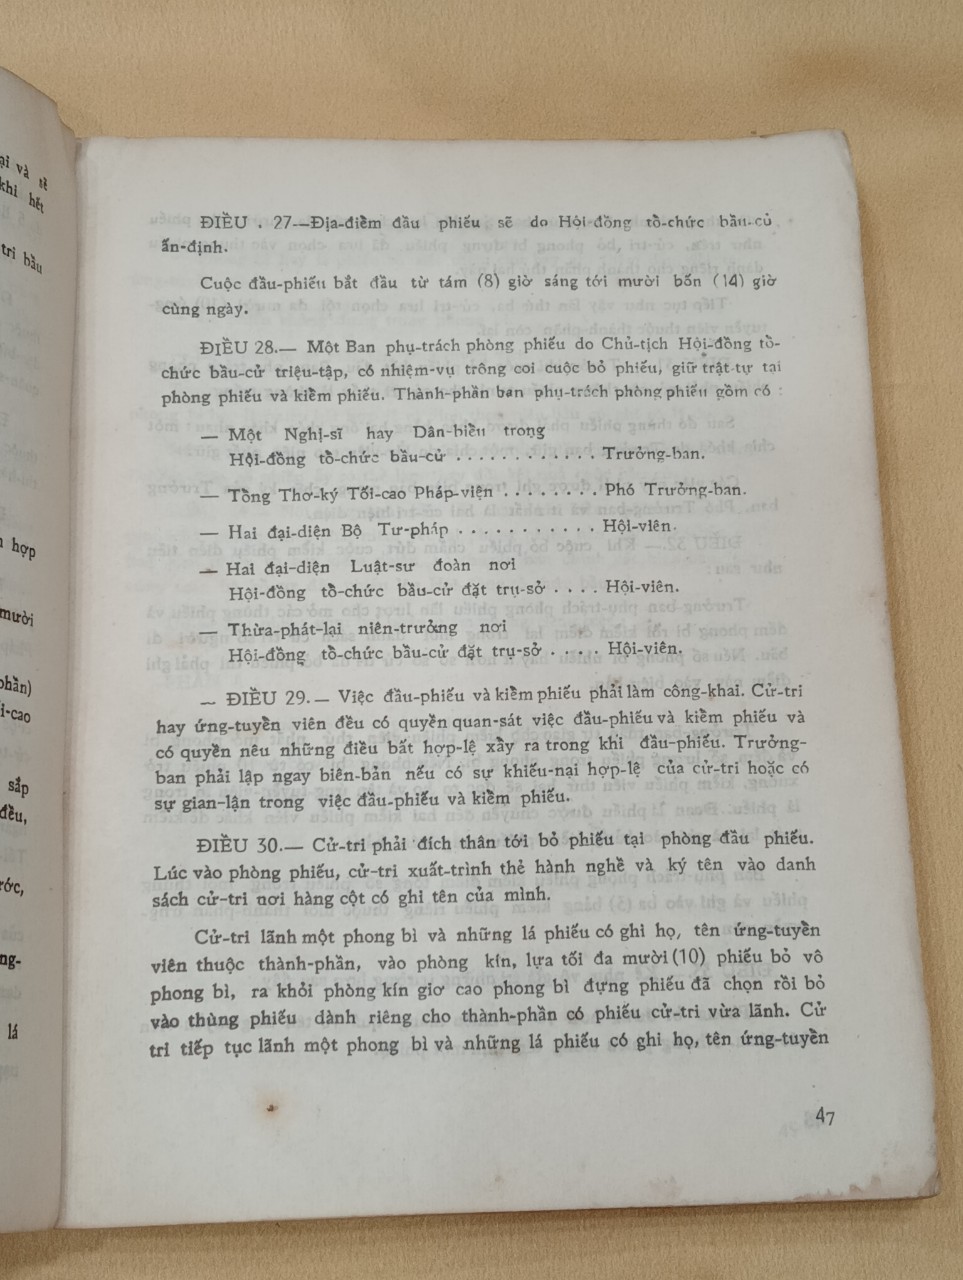 ại và sẽ
khi hết
tri bầu
hợp
mười
phần)
i-cao
sắp
đều,
ước,
ng-
lá
ĐIỀU . 27—Địa-điểm đầu phiếu sẽ do Hội-đồng tổ-chức bầu-củ
ấn-định.
Cuộc đầu-phiếu bắt đầu từ tám (8) giờ sáng tới mười bốn (14) giờ
cùng ngày.
ĐIỀU 28.— Một Ban phụ-trách phòng phiếu do Chủ-tịch Hội-đồng tổ-
chức bầu-cử triệu-tập, có nhiệm-vụ trông coi cuộc bỏ phiếu, giữ trật-tự tại
phòng phiếu và kiểm phiếu. Thành-phần ban phụ-trách phòng phiếu gồm có :
— Một Nghị-sĩ hay Dân-biểu trong
Hội-đồng tổ-chức bầu-cử . . . . . . . . . . . . Trưởng-ban.
— Tổng Thơ-ký Tối-cao Pháp-viện . . . . . . . . Phó Trưởng-ban.
— Hai đại-diện Bộ Tư-pháp . . . . . . . . . . . Hội-viên.
— Hai đại-diện Luật-sư đoàn nơi
Hội-đồng tổ-chức bầu-cử đặt trụ-sở . . . . Hội-viên.
— Thừa-phát-lại niên-trưởng nơi
Hội-đồng tổ-chức bầu-cử đặt trụ-sở . . . . Hội-viên.
— ĐIỀU 29.— Việc đầu-phiếu và kiểm phiếu phải làm công-khai. Cử-tri
hay ứng-tuyển viên đều có quyền quan-sát việc đầu-phiếu và kiểm phiếu và
có quyền nêu những điều bất hợp-lệ xẩy ra trong khi đầu-phiếu. Trưởng-
ban phải lập ngay biên-bản nếu có sự khiếu-nại hợp-lệ của cử-tri hoặc có
sự gian-lận trong việc đầu-phiếu và kiểm phiếu.
ĐIỀU 30.— Cử-tri phải đích thân tới bỏ phiếu tại phòng đầu phiếu.
Lúc vào phòng phiếu, cử-tri xuất-trình thẻ hành nghề và ký tên vào danh
sách cử-tri nơi hàng cột có ghi tên của mình.
Cử-tri lãnh một phong bì và những lá phiếu có ghi họ, tên ứng-tuyển
viên thuộc thành-phần, vào phòng kín, lựa tối đa mười (10) phiếu bỏ vô
phong bì, ra khỏi phòng kín giơ cao phong bì đựng phiếu đã chọn rồi bỏ
vào thùng phiếu dành riêng cho thành-phần có phiếu cử-tri vừa lãnh. Cử
tri tiếp tục lãnh một phong bì và những lá phiếu có ghi họ, tên ứng-tuyển
47